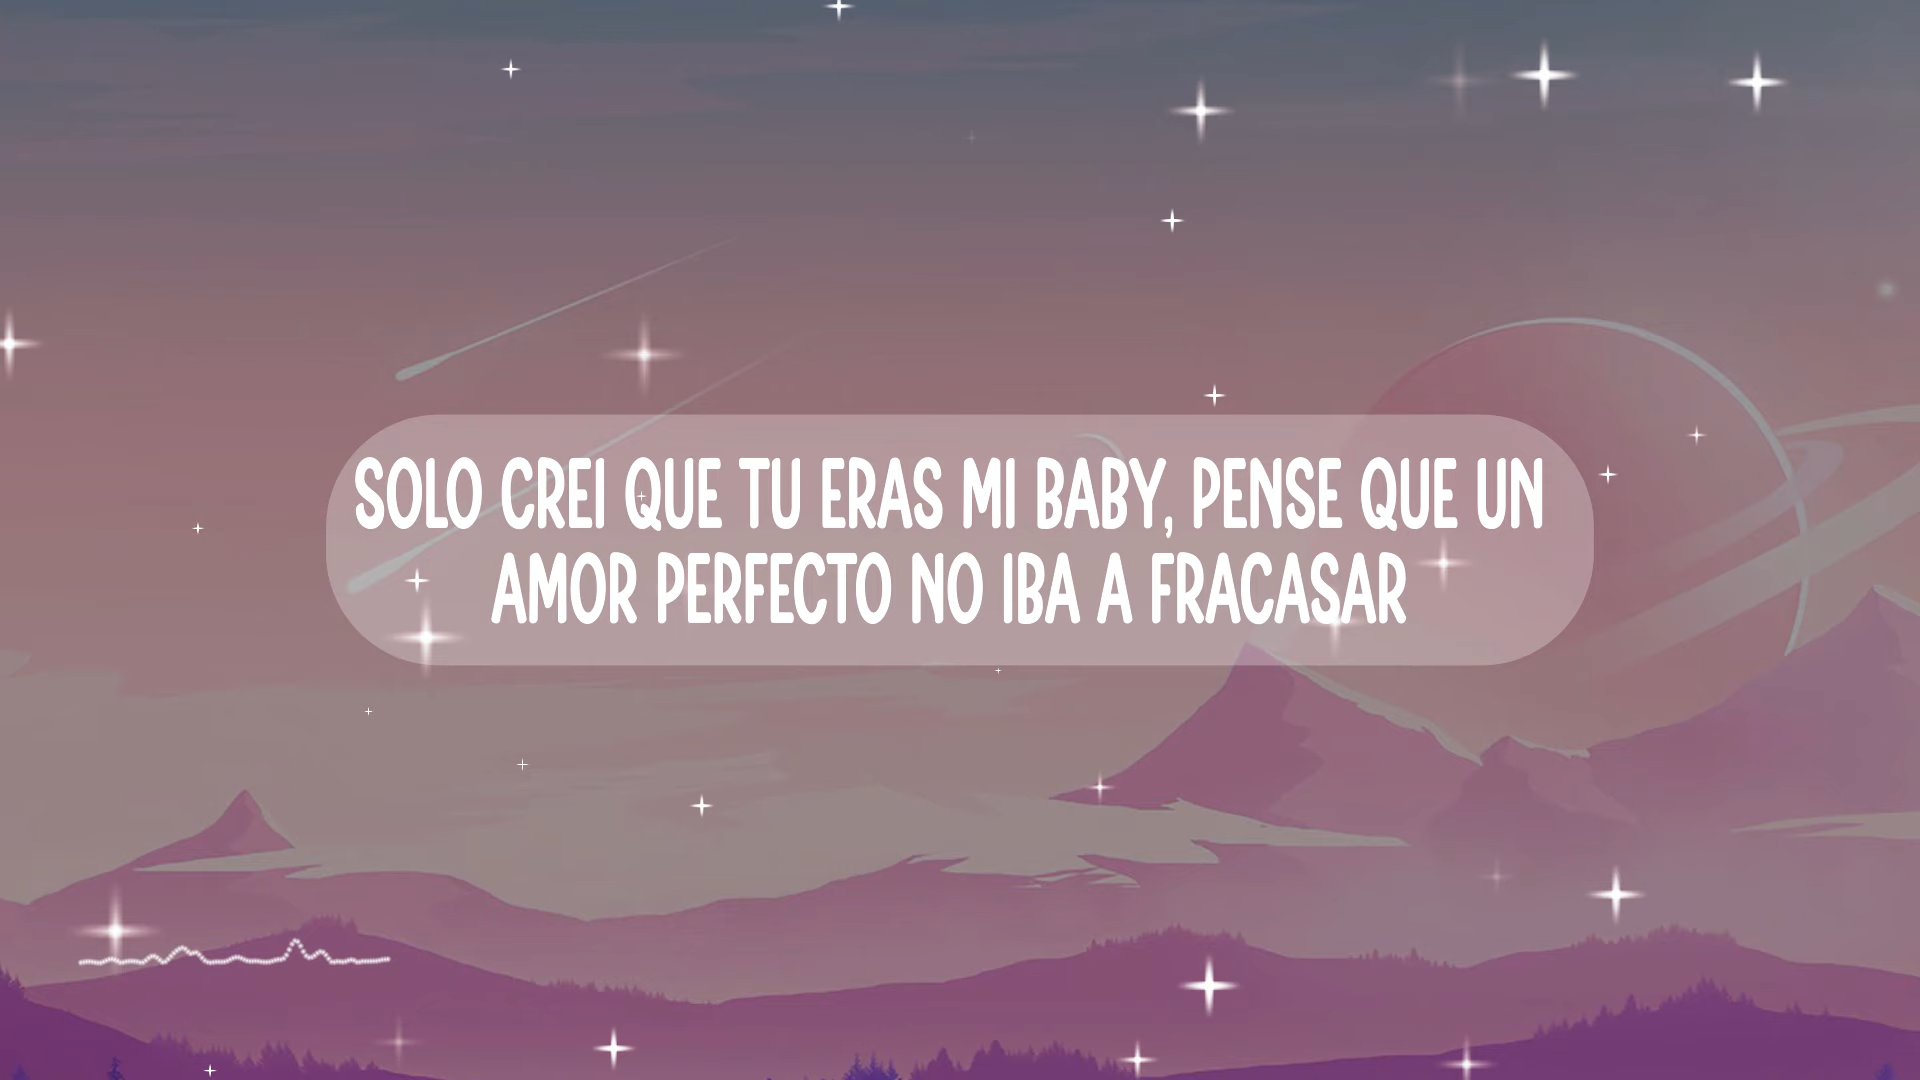 SOLO CREI QUE TU ERAS MI BABY, PENSE QUE UN
AMOR PERFECTO NO IBA A FRACASAR